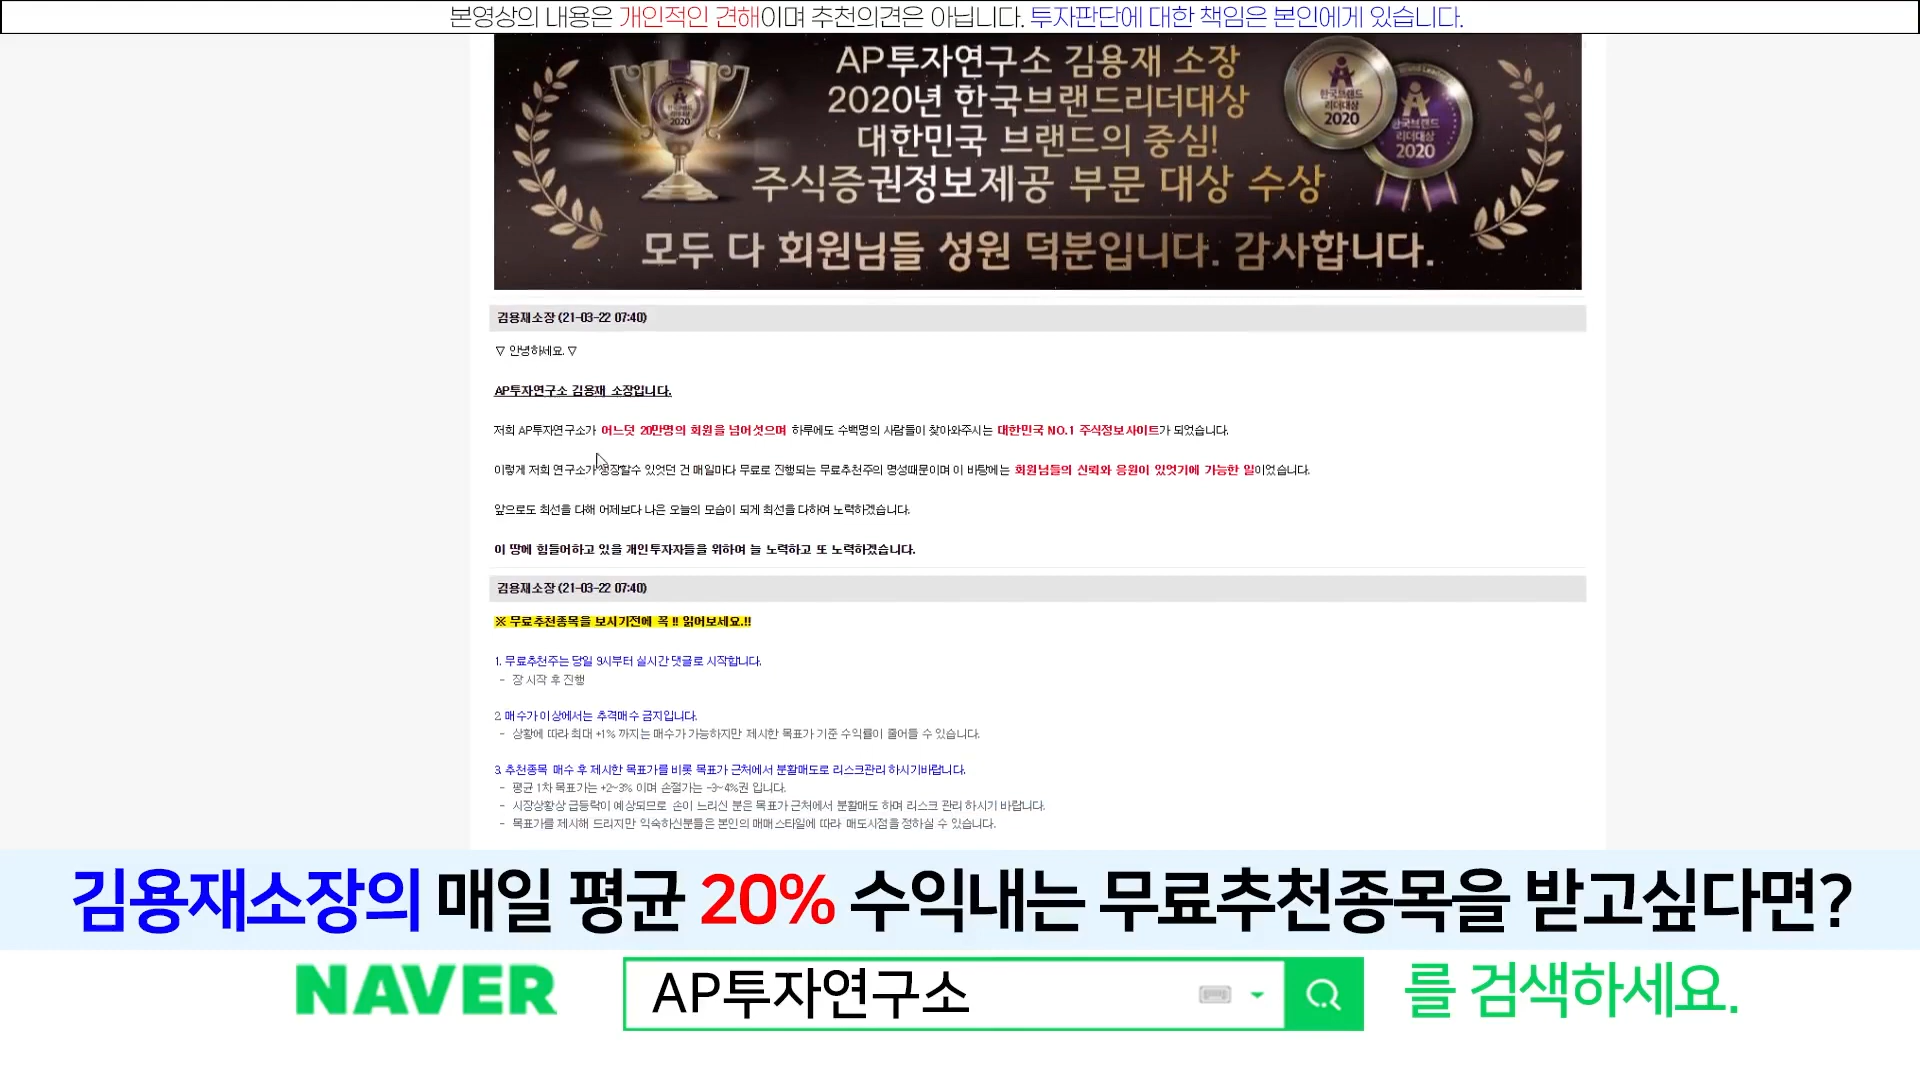 본영상의 내용은 개인적인 견해이며 추천의견은 아닙니다. 투자판단에 대한 책임은 본인에게 있습니다.
AP투자연구소 김용재 소장
2020년 한국브랜드리더대상
대한민국 브랜드의 중심!
주식증권정보제공 부문 대상 수상
모두 다 회원님들 성원 덕분입니다. 감사합니다.
한국브랜드
리더대상
2020
한국브랜드
리더대상
2020
한국브랜드
리더대상
2020
김용재소장 (21-03-22 07:40)
▽ 안녕하세요. ▽
AP투자연구소 김용재 소장입니다.
저희 AP투자연구소가 어느덧 20만명의 회원을 넘어섯으며 하루에도 수백명의 사람들이 찾아와주시는 대한민국 NO.1 주식정보사이트가 되었습니다.
이렇게 저희 연구소가 성장할수 있엇던 건 매일마다 무료로 진행되는 무료추천주의 명성때문이며 이 바탕에는 회원님들의 신뢰와 응원이 있엇기에 가능한 일이었습니다.
앞으로도 최선을 다해 어제보다 나은 오늘의 모습이 되게 최선을 다하여 노력하겠습니다.
이 땅에 힘들어하고 있을 개인투자자들을 위하여 늘 노력하고 또 노력하겠습니다.
김용재소장 (21-03-22 07:40)
※ 무료추천종목을 보시기전에 꼭 !! 읽어보세요.!!
1. 무료추천주는 당일 9시부터 실시간 댓글로 시작합니다.
- 장 시작 후 진행
2. 매수가 이상에서는 추격매수 금지입니다.
- 상황에 따라 최대 +1% 까지는 매수가 가능하지만 제시한 목표가 기준 수익률이 줄어들 수 있습니다.
3. 추천종목 매수 후 제시한 목표가를 비롯 목표가 근처에서 분할매도로 리스크관리 하시기바랍니다.
- 평균 1차 목표가는 +2~3% 이며 손절가는 -3~4%권 입니다.
- 시장상황상 급등락이 예상되므로 손이 느리신 분은 목표가 근처에서 분할매도 하며 리스크 관리 하시기 바랍니다.
- 목표가를 제시해 드리지만 익숙하신분들은 본인의 매매스타일에 따라 매도시점을 정하실 수 있습니다.
김용재소장의 매일 평균 20% 수익내는 무료추천종목을 받고싶다면?
NAVER AP투자연구소 를 검색하세요.